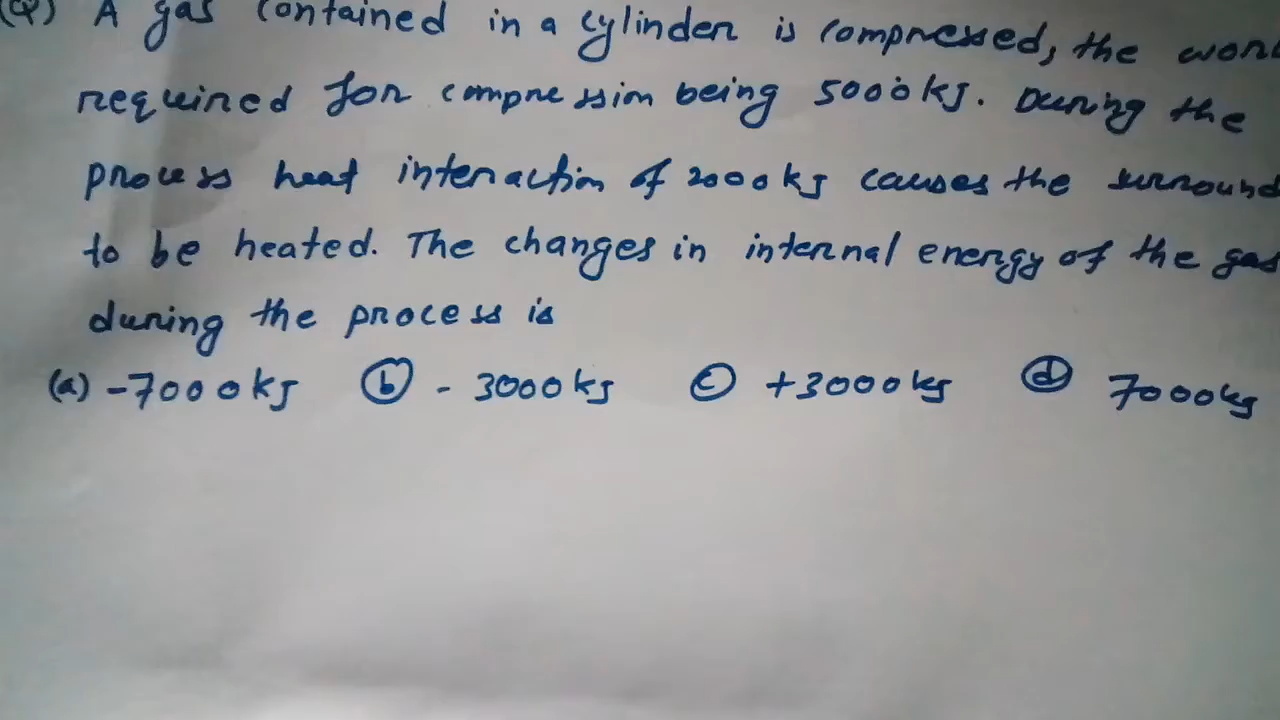 (Q) A gas contained in a cylinder is compressed, the work
required for compression being 5000kJ. During the
process heat interaction of 2000kJ causes the surround
to be heated. The changes in internal energy of the gas
during the process is
(a) -7000kJ (b) - 3000kJ (c) +3000kJ (d) 7000kJ